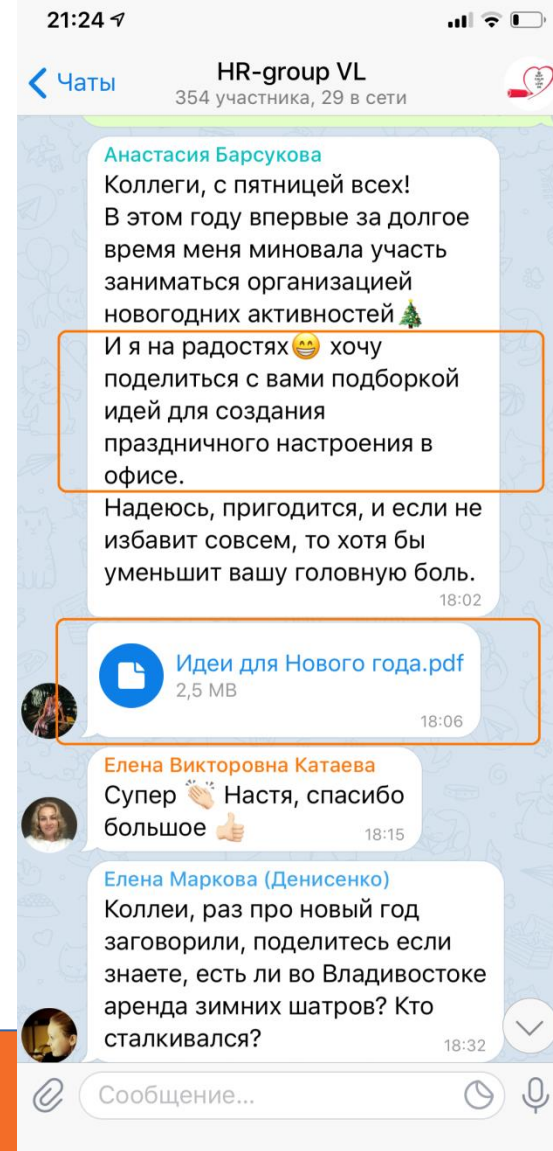 21:24
Чаты
HR-group VL
354 участника, 29 в сети
Анастасия Барсукова
Коллеги, с пятницей всех!
В этом году впервые за долгое
время меня миновала участь
заниматься организацией
новогодних активностей🎄
И я на радостях😁 хочу
поделиться с вами подборкой
идей для создания
праздничного настроения в
офисе.
Надеюсь, пригодится, и если не
избавит совсем, то хотя бы
уменьшит вашу головную боль.
18:02
Идеи для Нового года.pdf
2,5 MB
18:06
Елена Викторовна Катаева
Супер 👏🏻 Настя, спасибо
большое 👍🏻
18:15
Елена Маркова (Денисенко)
Коллеи, раз про новый год
заговорили, поделитесь если
знаете, есть ли во Владивостоке
аренда зимних шатров? Кто
сталкивался?
18:32
Сообщение...